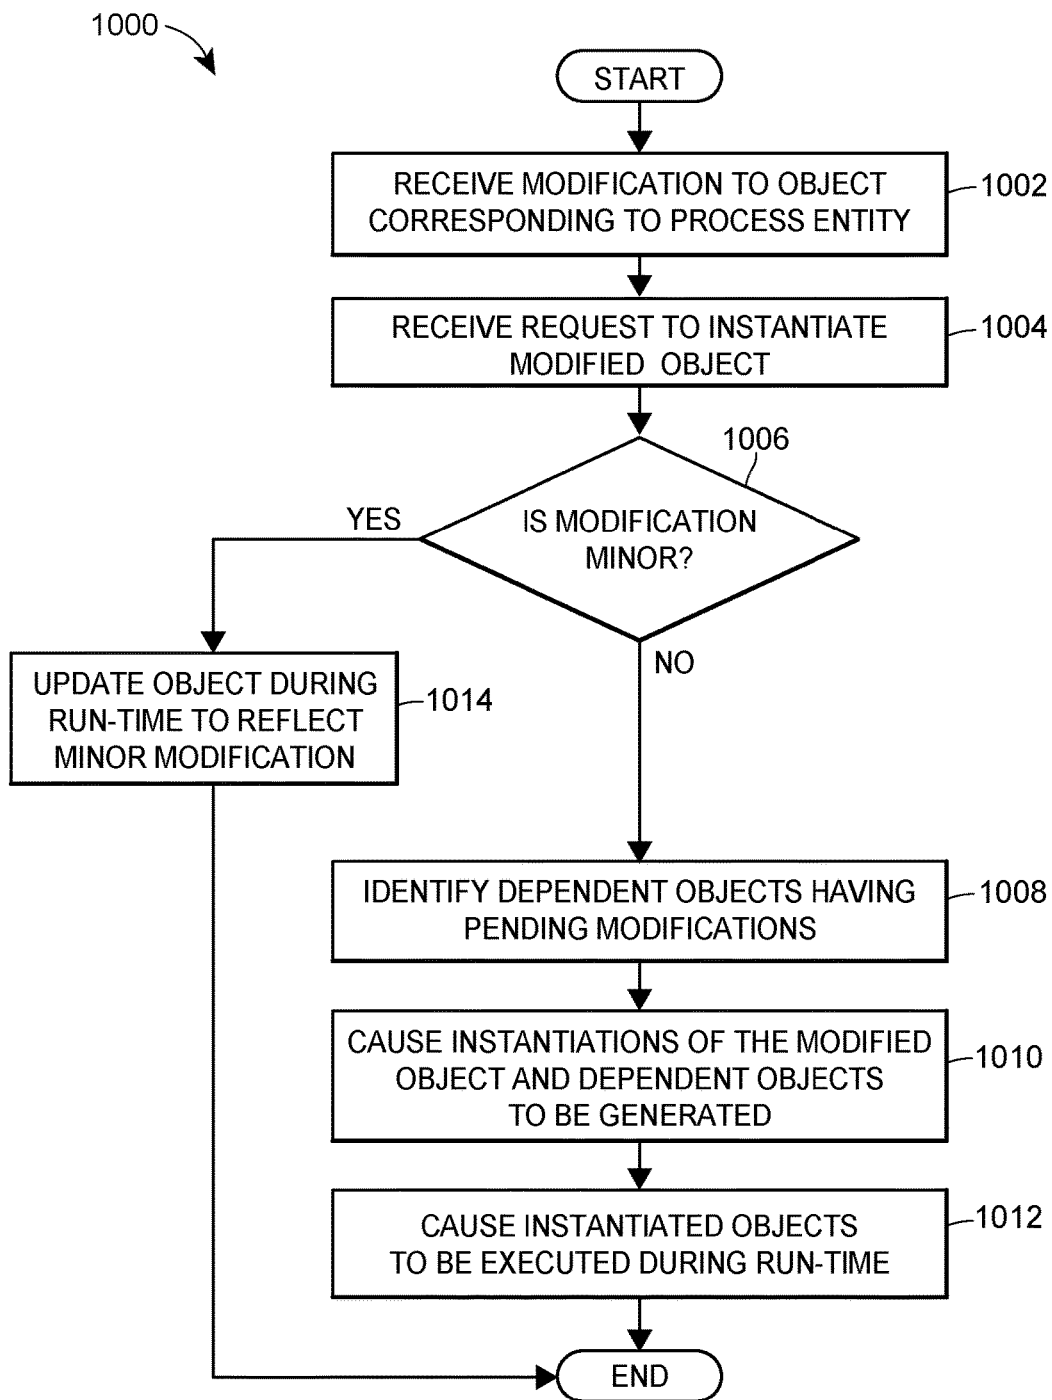 1000
START
RECEIVE MODIFICATION TO OBJECT
CORRESPONDING TO PROCESS ENTITY
1002
RECEIVE REQUEST TO INSTANTIATE
MODIFIED OBJECT
1004
1006
IS MODIFICATION
MINOR?
YES
NO
UPDATE OBJECT DURING
RUN-TIME TO REFLECT
MINOR MODIFICATION
1014
IDENTIFY DEPENDENT OBJECTS HAVING
PENDING MODIFICATIONS
1008
CAUSE INSTANTIATIONS OF THE MODIFIED
OBJECT AND DEPENDENT OBJECTS
TO BE GENERATED
1010
CAUSE INSTANTIATED OBJECTS
TO BE EXECUTED DURING RUN-TIME
1012
END